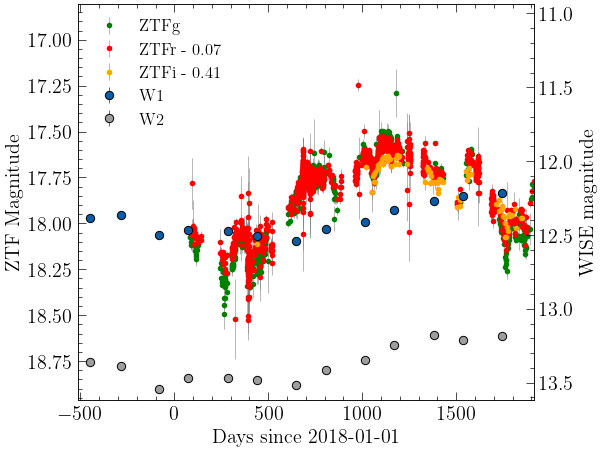 ZTFg
ZTFr - 0.07
ZTFi - 0.41
W1
W2
ZTF Magnitude
17.00
17.25
17.50
17.75
18.00
18.25
18.50
18.75
WISE magnitude
11.0
11.5
12.0
12.5
13.0
13.5
−500
0
500
1000
1500
Days since 2018-01-01